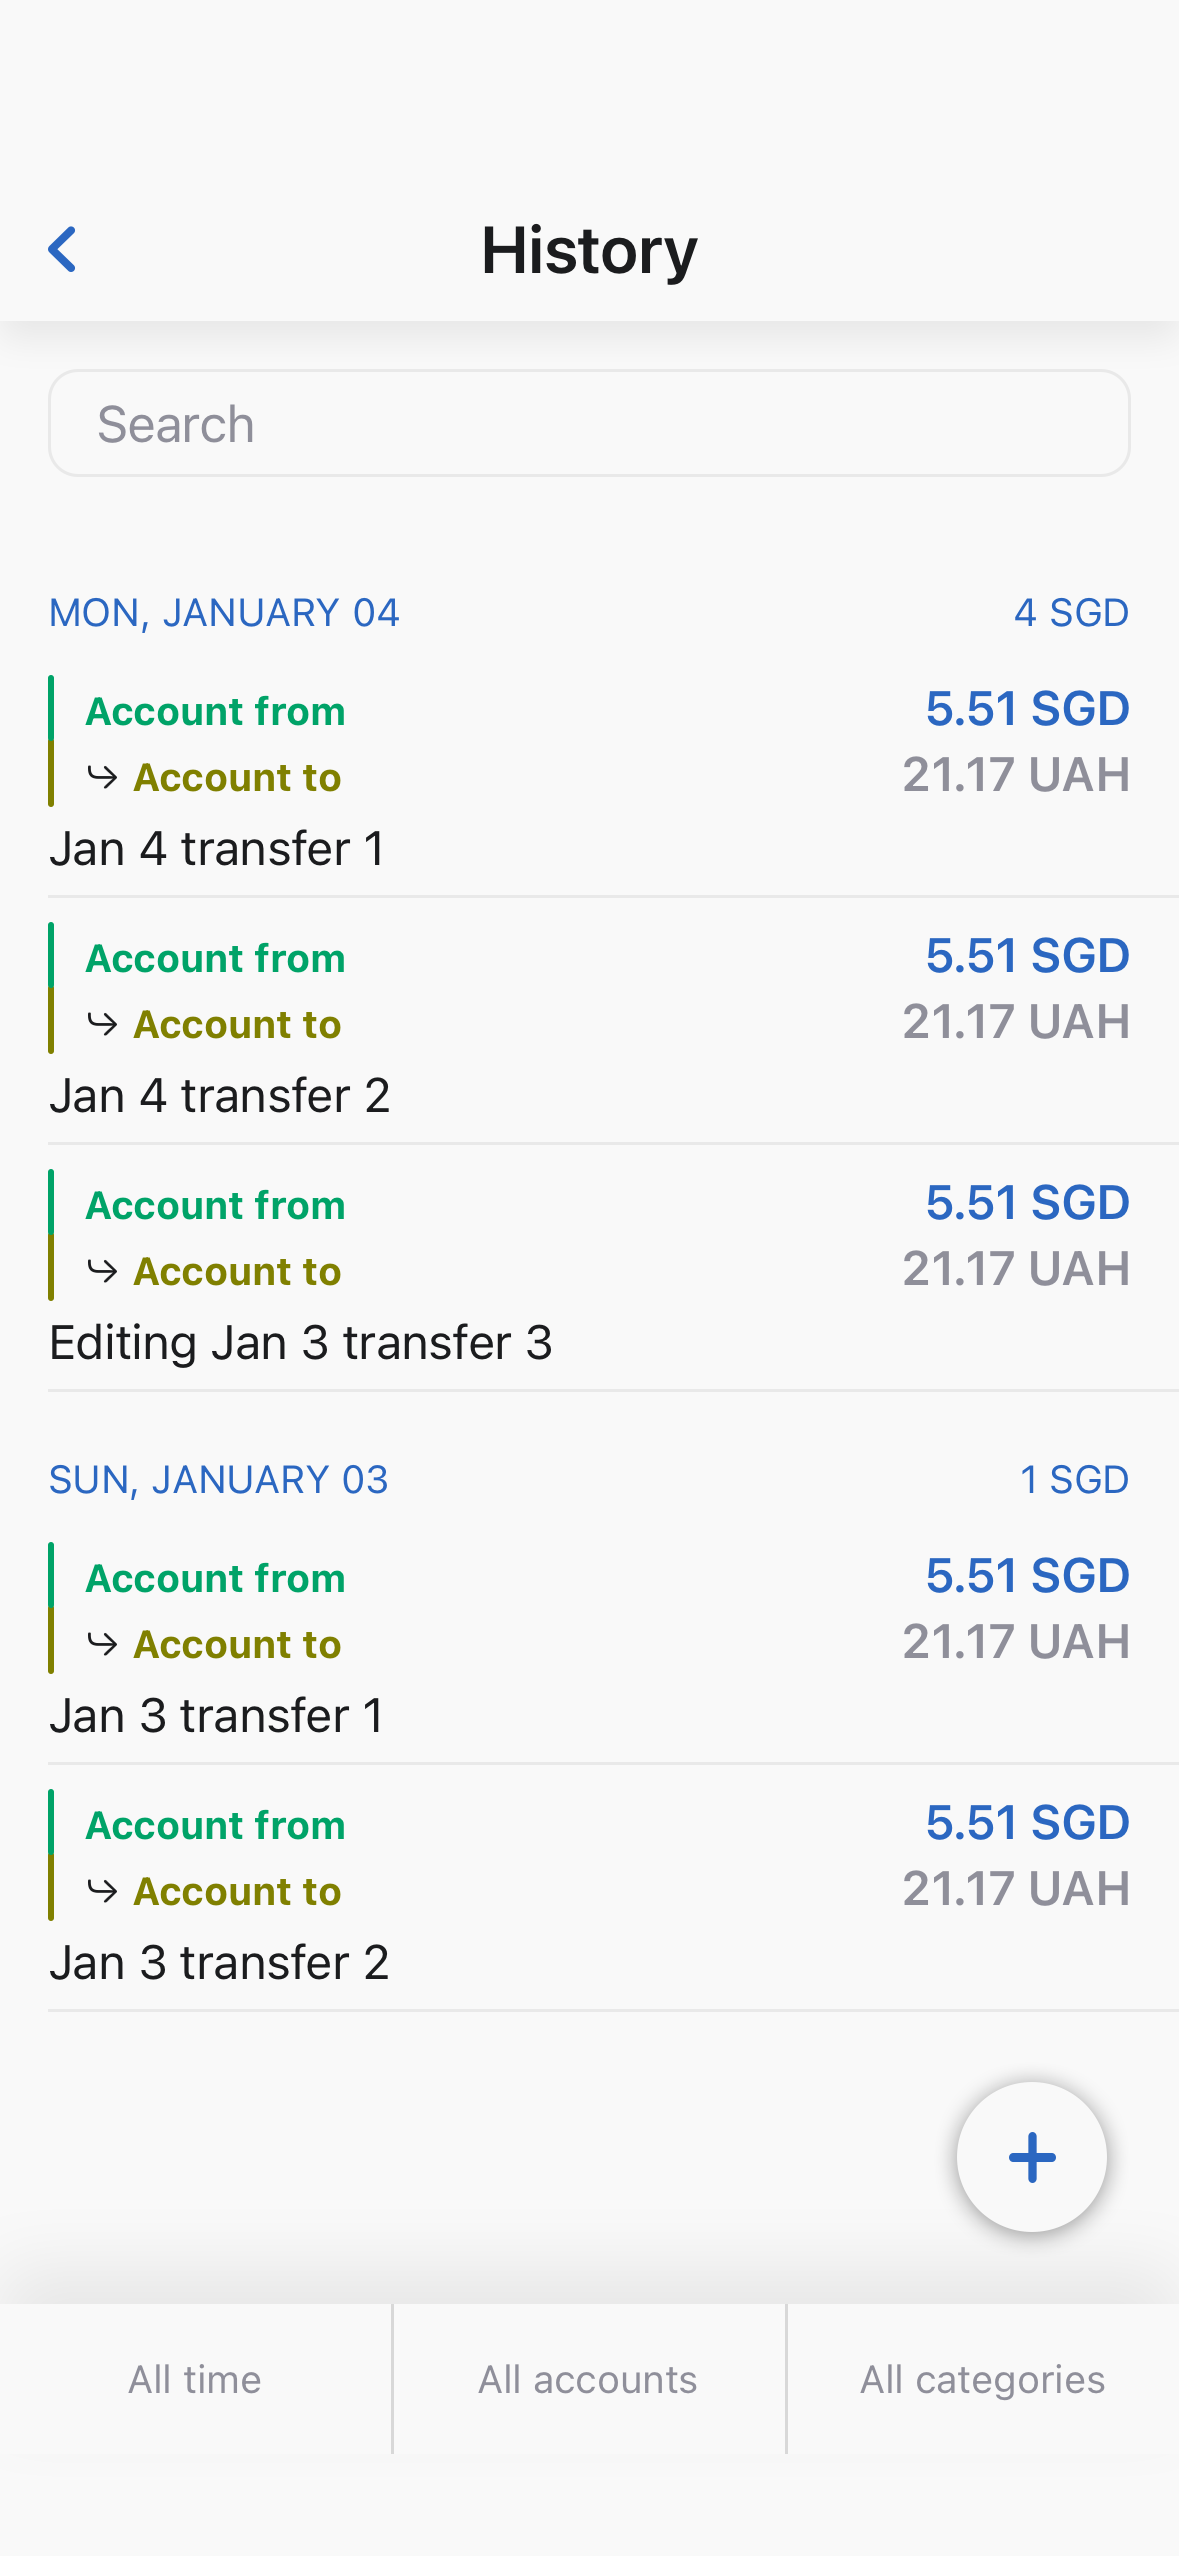 History
Search
MON, JANUARY 04 4 SGD
Account from 5.51 SGD
Account to 21.17 UAH
Jan 4 transfer 1
Account from 5.51 SGD
Account to 21.17 UAH
Jan 4 transfer 2
Account from 5.51 SGD
Account to 21.17 UAH
Editing Jan 3 transfer 3
SUN, JANUARY 03 1 SGD
Account from 5.51 SGD
Account to 21.17 UAH
Jan 3 transfer 1
Account from 5.51 SGD
Account to 21.17 UAH
Jan 3 transfer 2
All time All accounts All categories